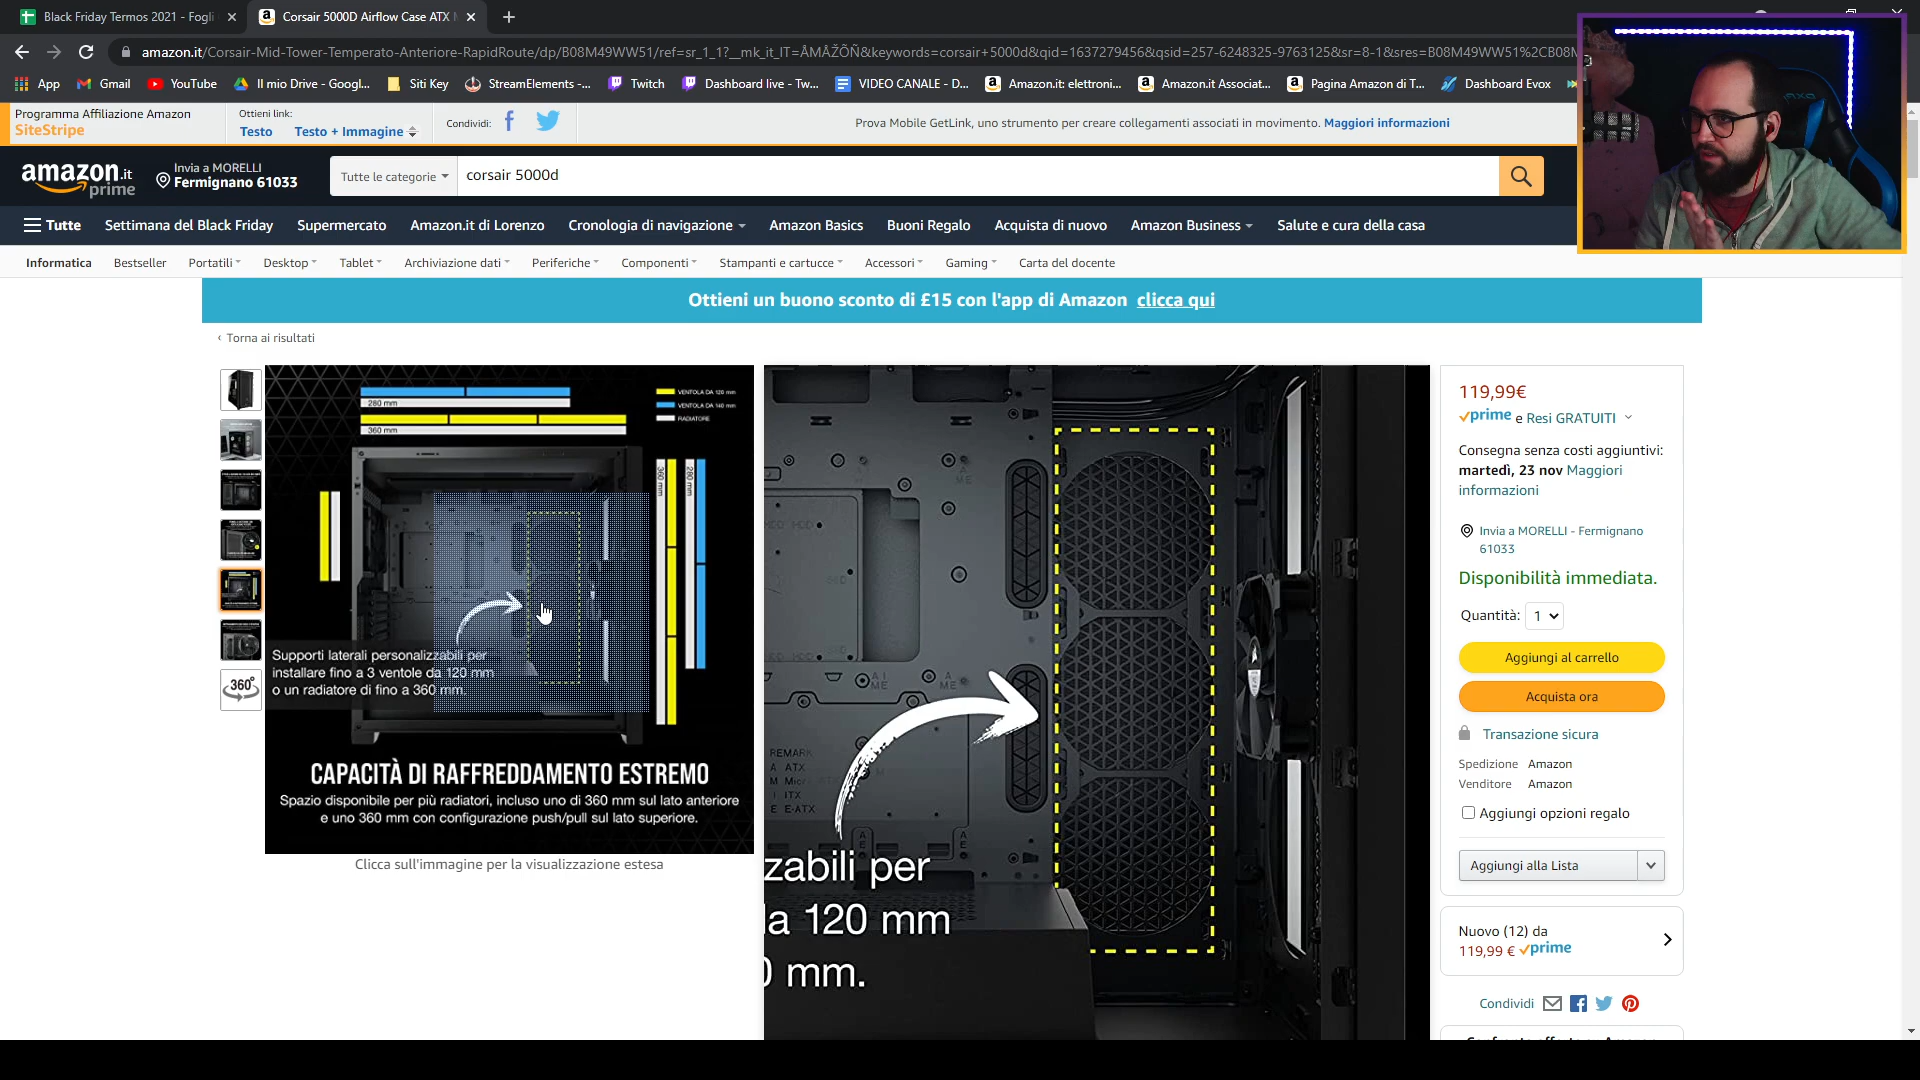 Black Friday Termos 2021 - Fogli
Corsair 5000D Airflow Case ATX
amazon.it/Corsair-Mid-Tower-Temperato-Anteriore-RapidRoute/dp/B08M49WW51/ref=sr_1_1?__mk_it_IT=ÅMÅŽÕÑ&keywords=corsair+5000d&qid=1637279456&qsid=257-6248325-9763125&sr=8-1&sres=B08M49WW51%2CB08M
App Gmail YouTube Il mio Drive - Googl... Siti Key StreamElements -... Twitch Dashboard live - Tw... VIDEO CANALE - D... Amazon.it: elettroni... Amazon.it Associat... Pagina Amazon di T... Dashboard Evox
Programma Affiliazione Amazon
SiteStripe
Ottieni link:
Testo Testo + Immagine
Condividi:
Prova Mobile GetLink, uno strumento per creare collegamenti associati in movimento. Maggiori informazioni
amazon.it
prime
Invia a MORELLI
Fermignano 61033
Tutte le categorie corsair 5000d
Tutte Settimana del Black Friday Supermercato Amazon.it di Lorenzo Cronologia di navigazione Amazon Basics Buoni Regalo Acquista di nuovo Amazon Business Salute e cura della casa
Informatica Bestseller Portatili Desktop Tablet Archiviazione dati Periferiche Componenti Stampanti e cartucce Accessori Gaming Carta del docente
Ottieni un buono sconto di £15 con l'app di Amazon clicca qui
‹ Torna ai risultati
360°
280 mm
360 mm
VENTOLA DA 120 mm
VENTOLA DA 140 mm
RADIATORE
360 mm
280 mm
Supporti laterali personalizzabili per
installare fino a 3 ventole da 120 mm
o un radiatore di fino a 360 mm.
CAPACITÀ DI RAFFREDDAMENTO ESTREMO
Spazio disponibile per più radiatori, incluso uno di 360 mm sul lato anteriore
e uno 360 mm con configurazione push/pull sul lato superiore.
Clicca sull'immagine per la visualizzazione estesa
zabili per
la 120 mm
0 mm.
119,99€
prime e Resi GRATUITI
Consegna senza costi aggiuntivi:
martedì, 23 nov Maggiori
informazioni
Invia a MORELLI - Fermignano
61033
Disponibilità immediata.
Quantità: 1
Aggiungi al carrello
Acquista ora
Transazione sicura
Spedizione Amazon
Venditore Amazon
Aggiungi opzioni regalo
Aggiungi alla Lista
Nuovo (12) da
119,99 € prime
Condividi